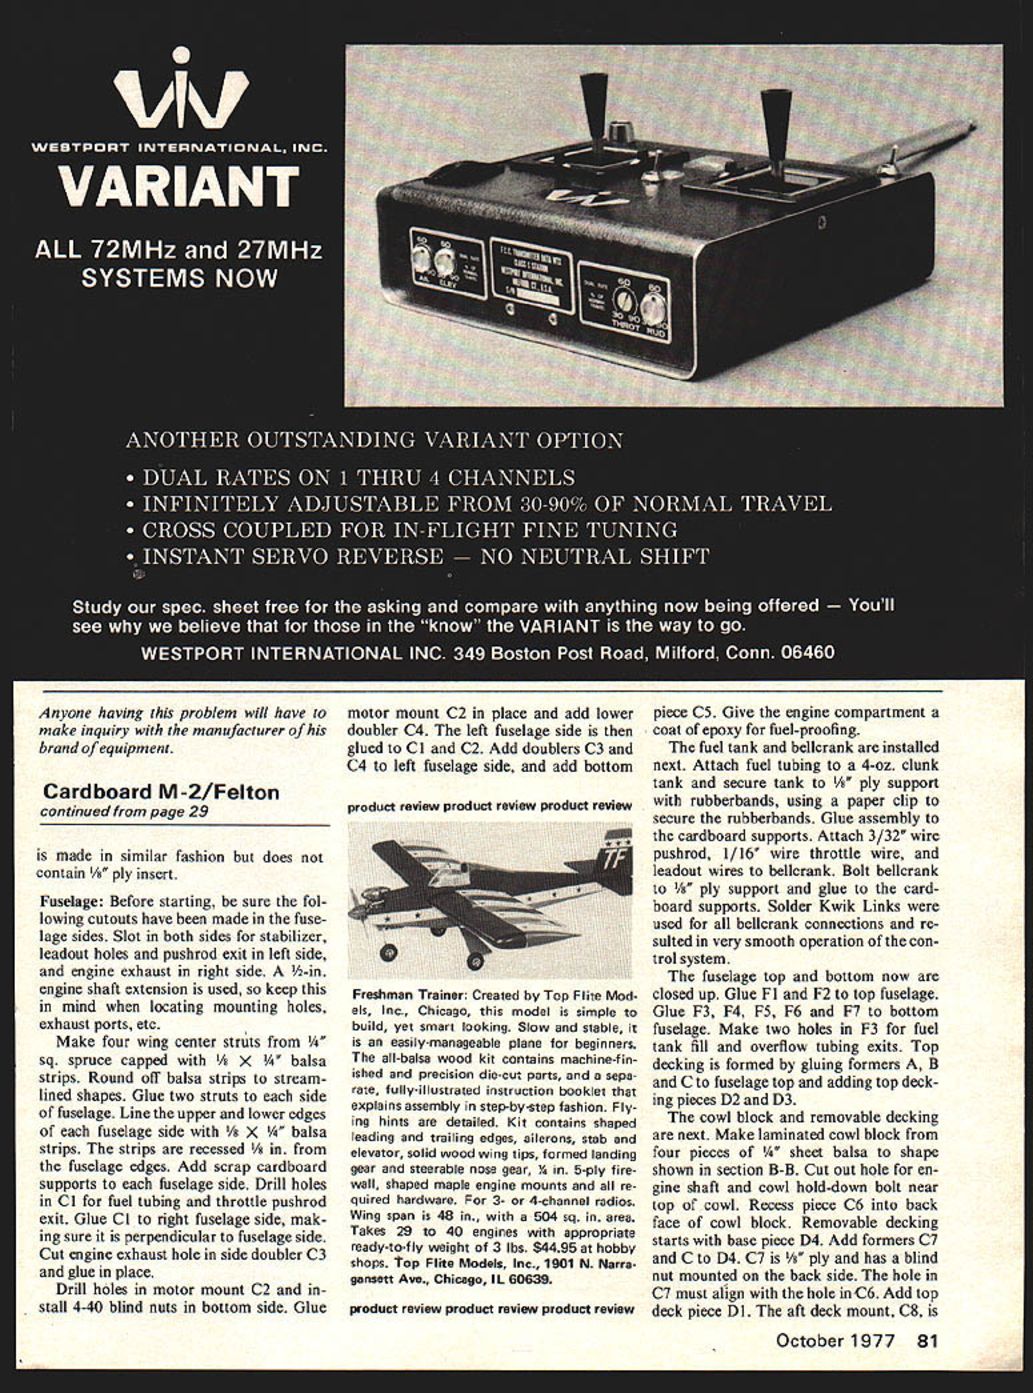 WESTPORT INTERNATIONAL, INC.
VARIANT
ALL 72MHz and 27MHz
SYSTEMS NOW
F.C.C. TRANSMITTER DATA
CLASS C STATION
WESTPORT INTERNATIONAL, INC.
MILFORD CT., U.S.A.
S/N
60
60
DUAL RATE
90
AIL
ELEV
DUAL RATE
60
60
30
90
90
THROT
RUD
ANOTHER OUTSTANDING VARIANT OPTION
• DUAL RATES ON 1 THRU 4 CHANNELS
• INFINITELY ADJUSTABLE FROM 30-90% OF NORMAL TRAVEL
• CROSS COUPLED FOR IN-FLIGHT FINE TUNING
• INSTANT SERVO REVERSE — NO NEUTRAL SHIFT
Study our spec. sheet free for the asking and compare with anything now being offered — You'll
see why we believe that for those in the "know" the VARIANT is the way to go.
WESTPORT INTERNATIONAL INC. 349 Boston Post Road, Milford, Conn. 06460
Anyone having this problem will have to
make inquiry with the manufacturer of his
brand of equipment.
Cardboard M-2/Felton
continued from page 29
is made in similar fashion but does not
contain ⅛" ply insert.
Fuselage: Before starting, be sure the fol-
lowing cutouts have been made in the fuse-
lage sides. Slot in both sides for stabilizer,
leadout holes and pushrod exit in left side,
and engine exhaust in right side. A ½-in.
engine shaft extension is used, so keep this
in mind when locating mounting holes,
exhaust ports, etc.
Make four wing center struts from ¼"
sq. spruce capped with ⅛ × ¼" balsa
strips. Round off balsa strips to stream-
lined shapes. Glue two struts to each side
of fuselage. Line the upper and lower edges
of each fuselage side with ⅛ × ¼" balsa
strips. The strips are recessed ⅛ in. from
the fuselage edges. Add scrap cardboard
supports to each fuselage side. Drill holes
in C1 for fuel tubing and throttle pushrod
exit. Glue C1 to right fuselage side, mak-
ing sure it is perpendicular to fuselage side.
Cut engine exhaust hole in side doubler C3
and glue in place.
Drill holes in motor mount C2 and in-
stall 4-40 blind nuts in bottom side. Glue
motor mount C2 in place and add lower
doubler C4. The left fuselage side is then
glued to C1 and C2. Add doublers C3 and
C4 to left fuselage side, and add bottom
product review product review product review
TF
Freshman Trainer: Created by Top Flite Mod-
els, Inc., Chicago, this model is simple to
build, yet smart looking. Slow and stable, it
is an easily-manageable plane for beginners.
The all-balsa wood kit contains machine-fin-
ished and precision die-cut parts, and a sepa-
rate, fully-illustrated instruction booklet that
explains assembly in step-by-step fashion. Fly-
ing hints are detailed. Kit contains shaped
leading and trailing edges, ailerons, stab and
elevator, solid wood wing tips, formed landing
gear and steerable nose gear, ¼ in. 5-ply fire-
wall, shaped maple engine mounts and all re-
quired hardware. For 3- or 4-channel radios.
Wing span is 48 in., with a 504 sq. in. area.
Takes 29 to 40 engines with appropriate
ready-to-fly weight of 3 lbs. $44.95 at hobby
shops. Top Flite Models, Inc., 1901 N. Narra-
gansett Ave., Chicago, IL 60639.
product review product review product review
piece C5. Give the engine compartment a
coat of epoxy for fuel-proofing.
The fuel tank and bellcrank are installed
next. Attach fuel tubing to a 4-oz. clunk
tank and secure tank to ⅛" ply support
with rubberbands, using a paper clip to
secure the rubberbands. Glue assembly to
the cardboard supports. Attach 3/32" wire
pushrod, 1/16" wire throttle wire, and
leadout wires to bellcrank. Bolt bellcrank
to ⅛" ply support and glue to the card-
board supports. Solder Kwik Links were
used for all bellcrank connections and re-
sulted in very smooth operation of the con-
trol system.
The fuselage top and bottom now are
closed up. Glue F1 and F2 to top fuselage.
Glue F3, F4, F5, F6 and F7 to bottom
fuselage. Make two holes in F3 for fuel
tank fill and overflow tubing exits. Top
decking is formed by gluing formers A, B
and C to fuselage top and adding top deck-
ing pieces D2 and D3.
The cowl block and removable decking
are next. Make laminated cowl block from
four pieces of ¼" sheet balsa to shape
shown in section B-B. Cut out hole for en-
gine shaft and cowl hold-down bolt near
top of cowl. Recess piece C6 into back
face of cowl block. Removable decking
starts with base piece D4. Add formers C7
and C to D4. C7 is ⅛" ply and has a blind
nut mounted on the back side. The hole in
C7 must align with the hole in C6. Add top
deck piece D1. The aft deck mount, C8, is
October 1977 81